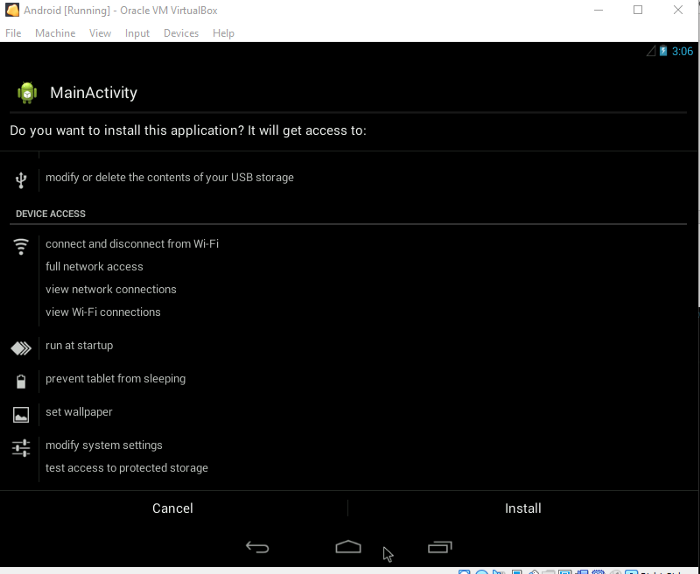 Android [Running] - Oracle VM VirtualBox
File Machine View Input Devices Help
3:06
MainActivity
Do you want to install this application? It will get access to:
modify or delete the contents of your USB storage
DEVICE ACCESS
connect and disconnect from Wi-Fi
full network access
view network connections
view Wi-Fi connections
run at startup
prevent tablet from sleeping
set wallpaper
modify system settings
test access to protected storage
Cancel Install